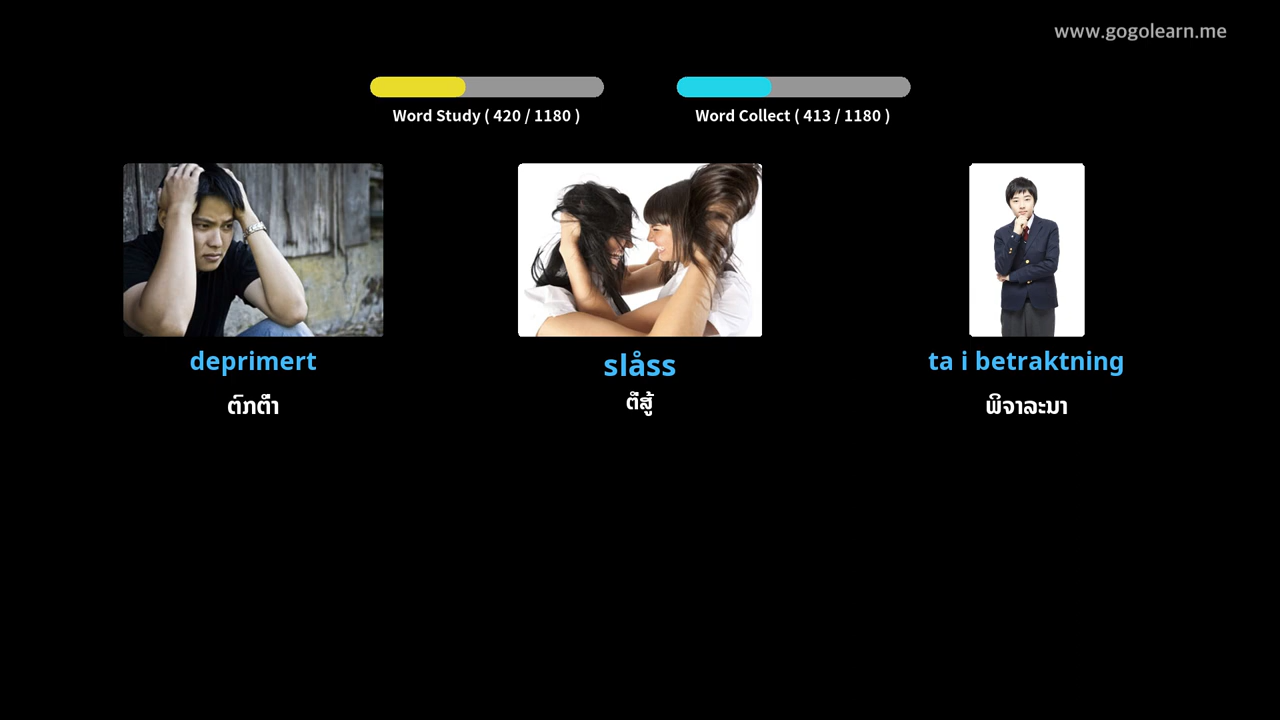 www.gogolearn.me
Word Study ( 420 / 1180 )
Word Collect ( 413 / 1180 )
deprimert
slåss
ta i betraktning
ຕົກຕ່ຳ
ຕໍ່ສູ້
ພິຈາລະນາ